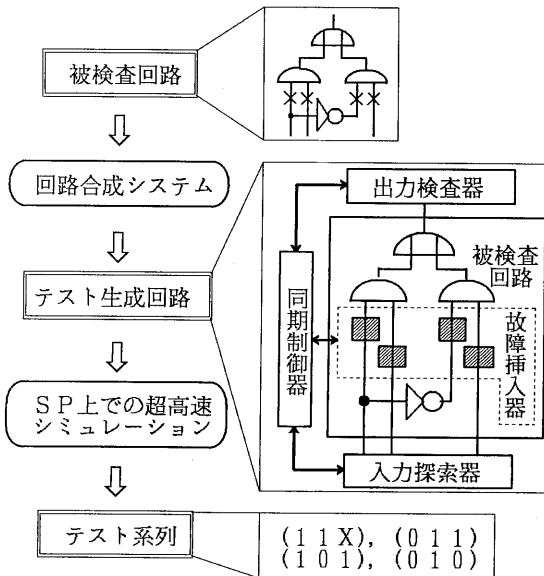 被検査回路
回路合成システム
テスト生成回路
SP上での超高速
シミュレーション
テスト系列
出力検査器
被検査
回路
同期制御器
故障挿入器
入力探索器
(1 1 X), (0 1 1)
(1 0 1), (0 1 0)